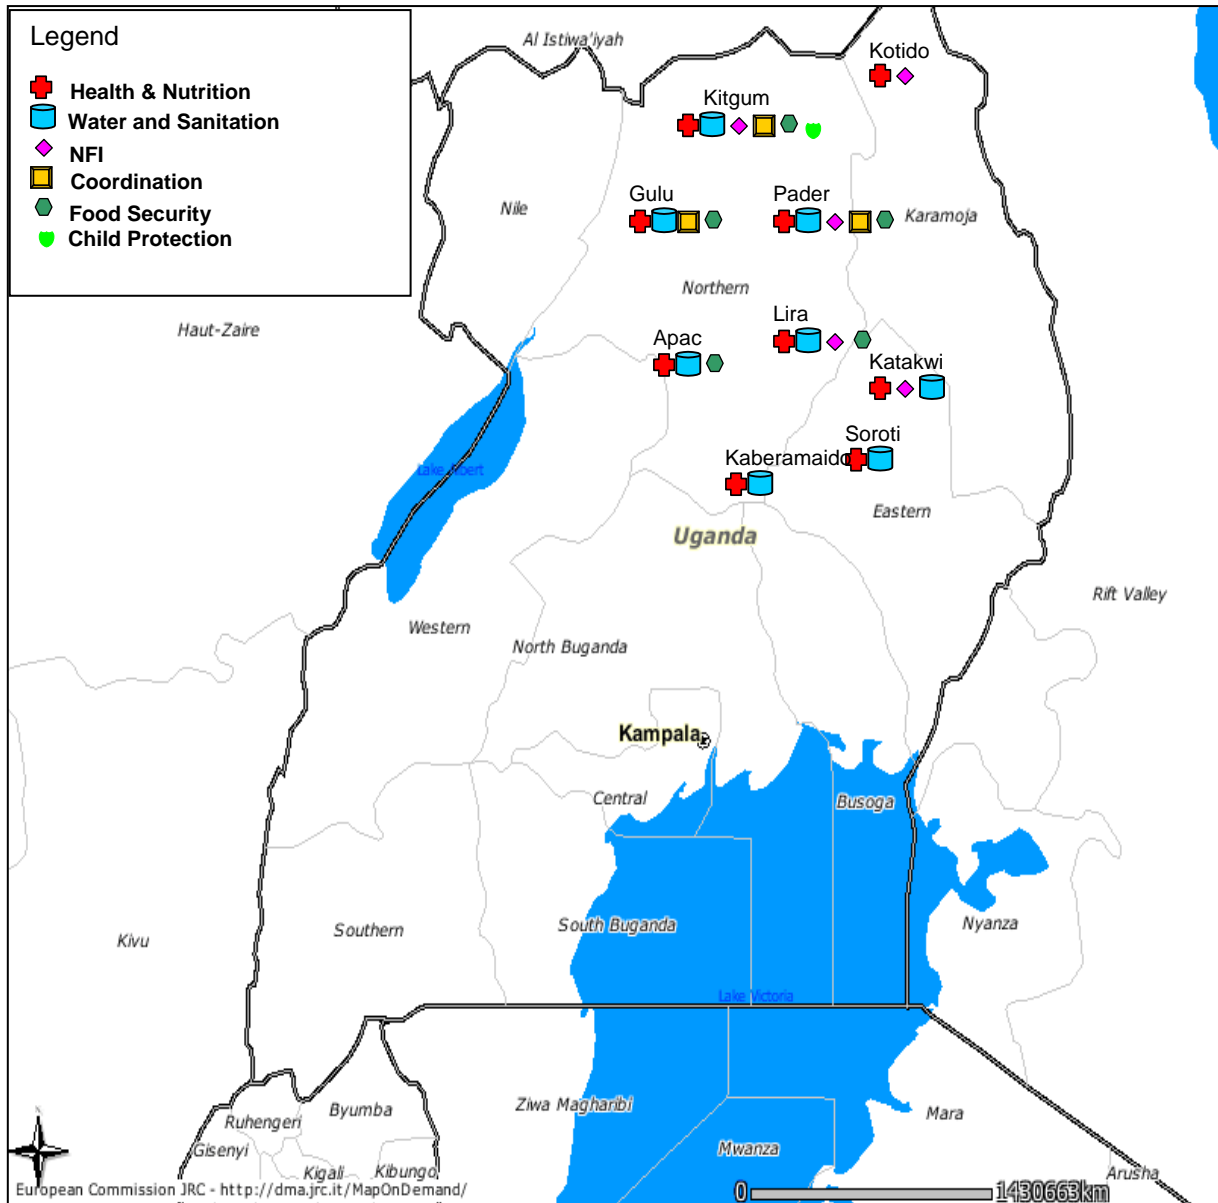 Legend
Health & Nutrition
Water and Sanitation
NFI
Coordination
Food Security
Child Protection
Al Istiwa'iyah
Kotido
Kitgum
Gulu
Pader
Nile
Karamoja
Northern
Haut-Zaire
Lira
Apac
Katakwi
Soroti
Kaberamaido
Lake Albert
Eastern
Uganda
Rift Valley
Western
North Buganda
Kampala
Central
Busoga
Southern
South Buganda
Nyanza
Kivu
Lake Victoria
Ziwa Magharibi
Byumba
Mara
Ruhengeri
Gisenyi
Mwanza
Kigali
Kibungo
Arusha
European Commission JRC - http://dma.jrc.it/MapOnDemand/
0
1430663km